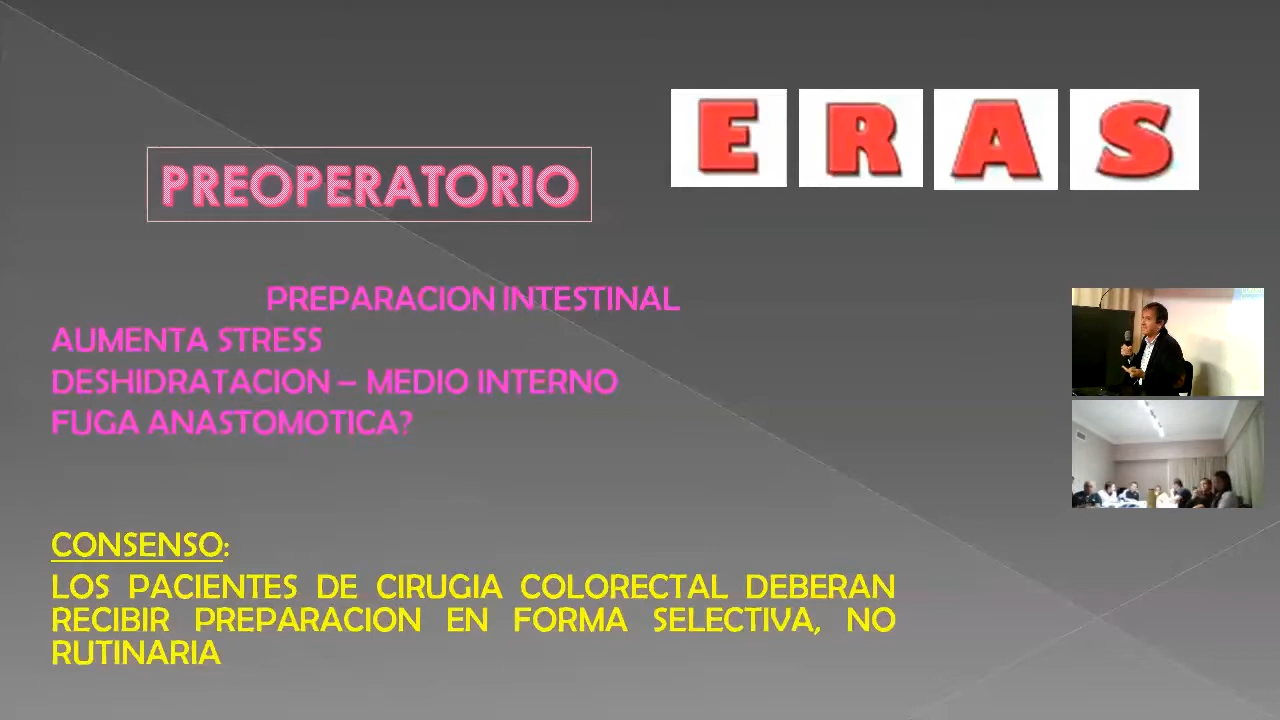 ERAS
PREOPERATORIO
PREPARACION INTESTINAL
AUMENTA STRESS
DESHIDRATACION – MEDIO INTERNO
FUGA ANASTOMOTICA?
CONSENSO:
LOS PACIENTES DE CIRUGIA COLORECTAL DEBERAN
RECIBIR PREPARACION EN FORMA SELECTIVA, NO
RUTINARIA